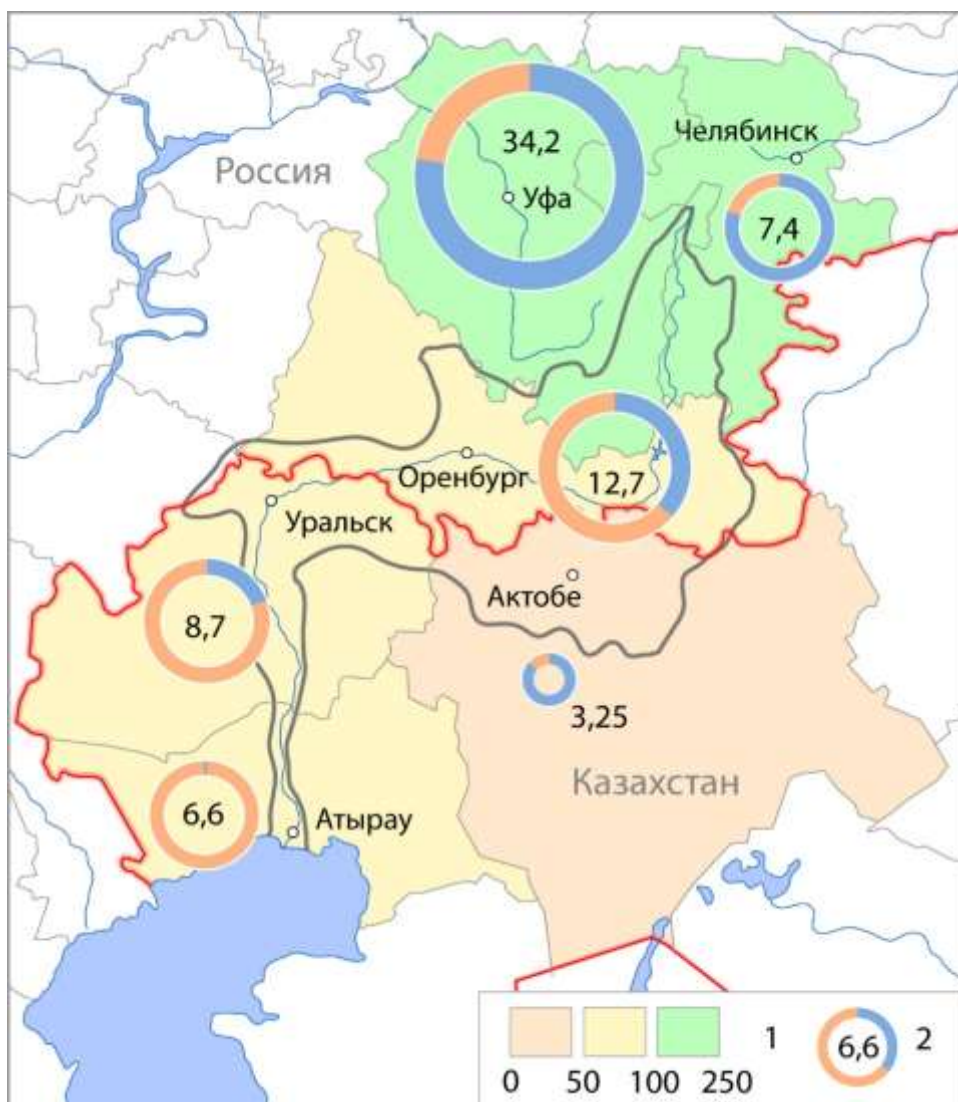 34,2
Челябинск
Россия
Уфа
7,4
Оренбург
12,7
Уральск
Актобе
8,7
3,25
Казахстан
6,6
Атырау
1
6,6
2
0 50 100 250